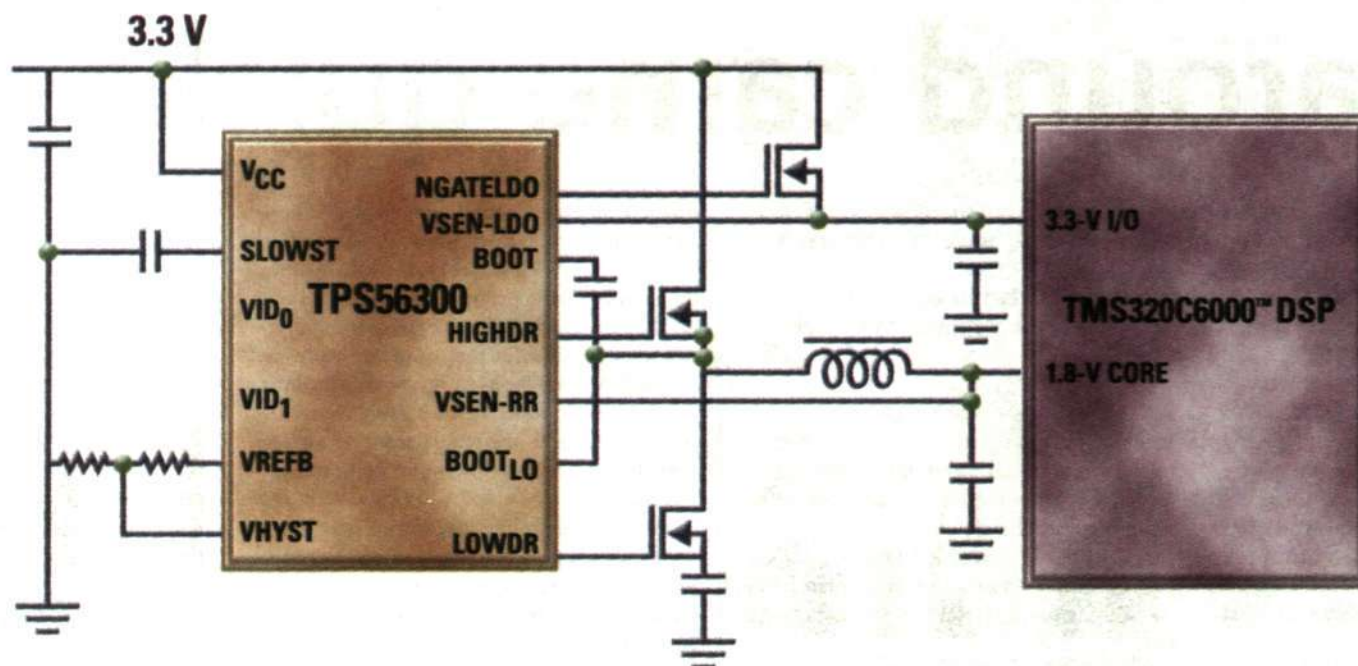 3.3 V
VCC
SLOWST
VID0
VID1
VREFB
VHYST
TPS56300
NGATELDO
VSEN-LDO
BOOT
HIGHDR
VSEN-RR
BOOTLO
LOWDR
3.3-V I/O
TMS320C6000™ DSP
1.8-V CORE